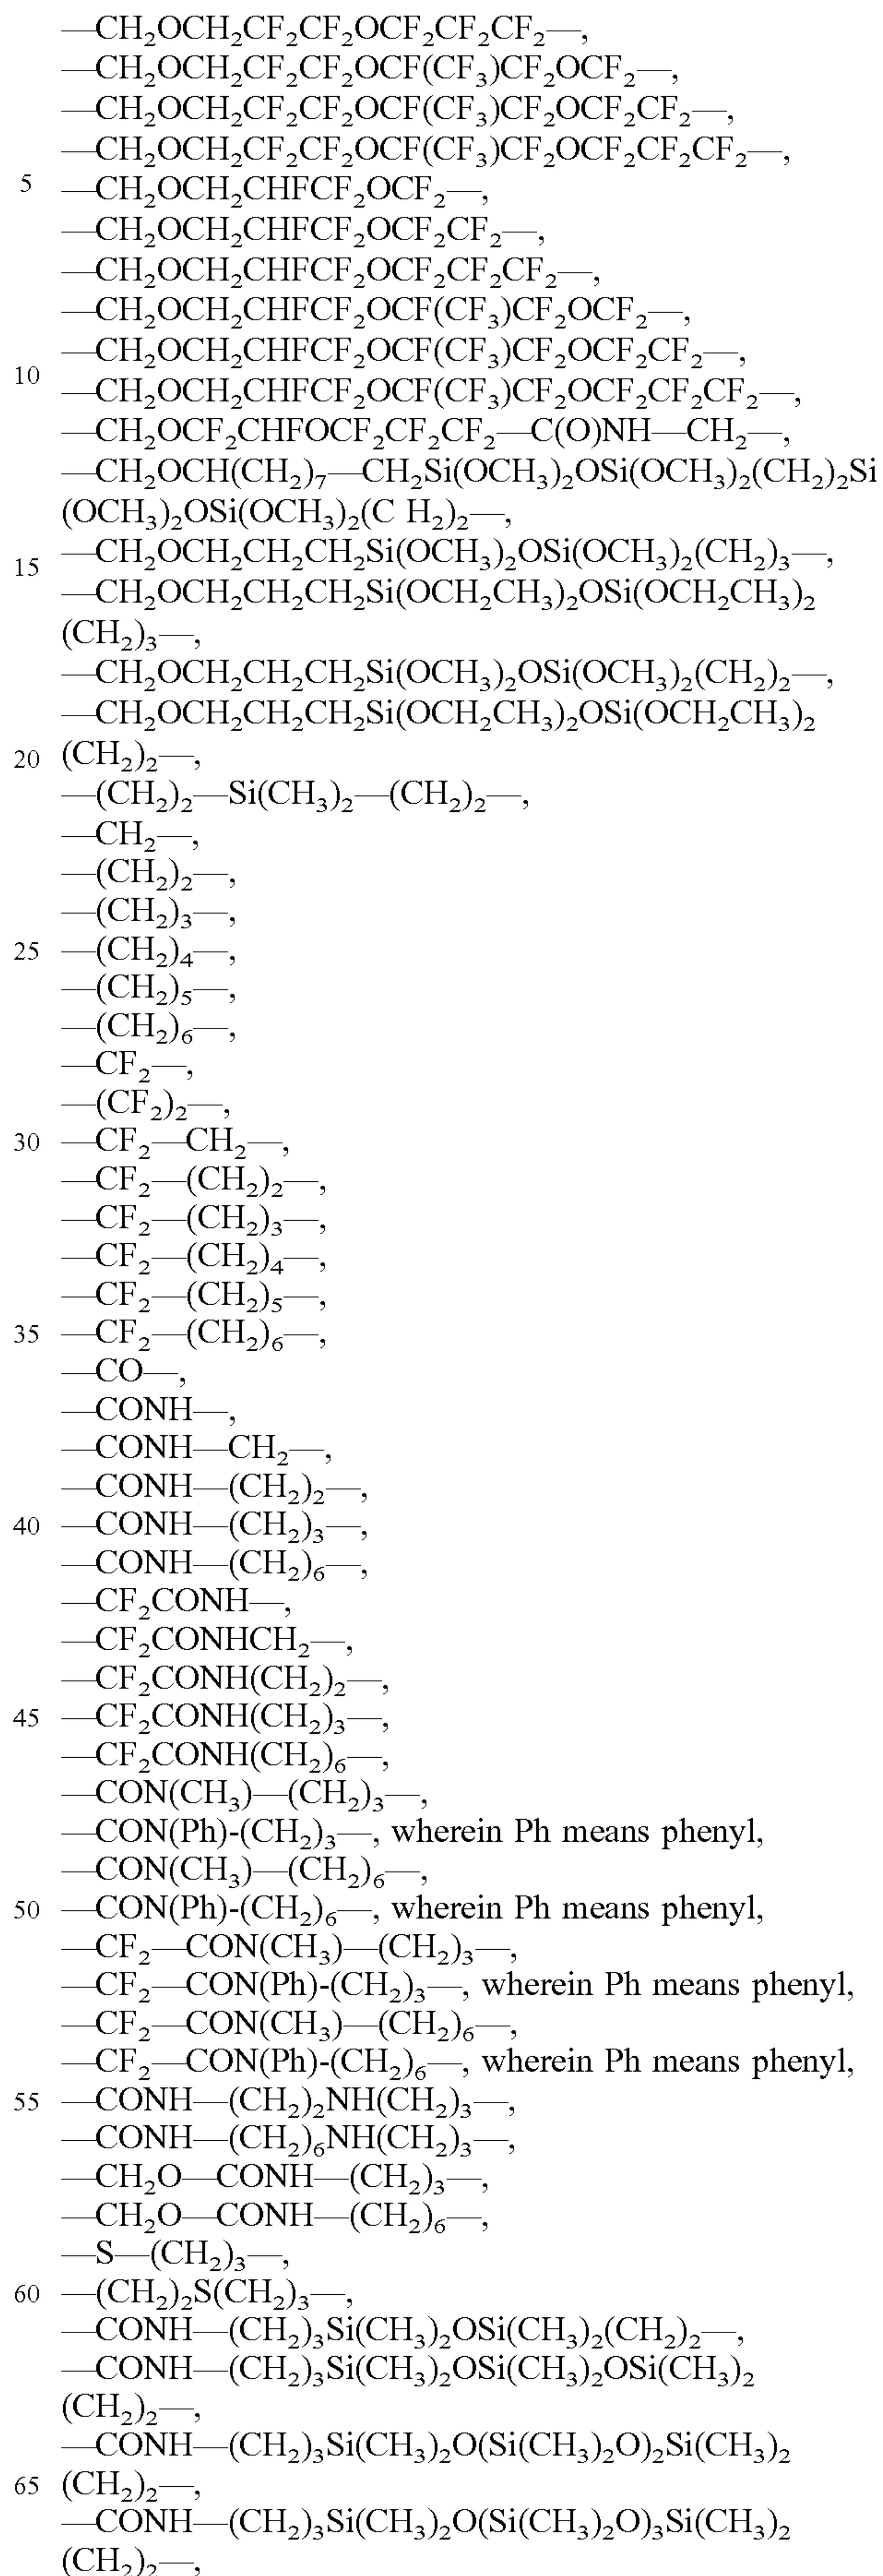 —CH₂OCH₂CF₂CF₂OCF₂CF₂CF₂—,
—CH₂OCH₂CF₂CF₂OCF(CF₃)CF₂OCF₂—,
—CH₂OCH₂CF₂CF₂OCF(CF₃)CF₂OCF₂CF₂—,
—CH₂OCH₂CF₂CF₂OCF(CF₃)CF₂OCF₂CF₂CF₂—,
5 —CH₂OCH₂CHFCF₂OCF₂—,
—CH₂OCH₂CHFCF₂OCF₂CF₂—,
—CH₂OCH₂CHFCF₂OCF₂CF₂CF₂—,
—CH₂OCH₂CHFCF₂OCF(CF₃)CF₂OCF₂—,
—CH₂OCH₂CHFCF₂OCF(CF₃)CF₂OCF₂CF₂—,
10 —CH₂OCH₂CHFCF₂OCF(CF₃)CF₂OCF₂CF₂CF₂—,
—CH₂OCF₂CHFOCF₂CF₂CF₂—C(O)NH—CH₂—,
—CH₂OCH(CH₂)₇—CH₂Si(OCH₃)₂OSi(OCH₃)₂(CH₂)₂Si
(OCH₃)₂OSi(OCH₃)₂(C H₂)₂—,
15 —CH₂OCH₂CH₂CH₂Si(OCH₃)₂OSi(OCH₃)₂(CH₂)₃—,
—CH₂OCH₂CH₂CH₂Si(OCH₂CH₃)₂OSi(OCH₂CH₃)₂
(CH₂)₃—,
—CH₂OCH₂CH₂CH₂Si(OCH₃)₂OSi(OCH₃)₂(CH₂)₂—,
—CH₂OCH₂CH₂CH₂Si(OCH₂CH₃)₂OSi(OCH₂CH₃)₂
20 (CH₂)₂—,
—(CH₂)₂—Si(CH₃)₂—(CH₂)₂—,
—CH₂—,
—(CH₂)₂—,
—(CH₂)₃—,
25 —(CH₂)₄—,
—(CH₂)₅—,
—(CH₂)₆—,
—CF₂—,
—(CF₂)₂—,
30 —CF₂—CH₂—,
—CF₂—(CH₂)₂—,
—CF₂—(CH₂)₃—,
—CF₂—(CH₂)₄—,
—CF₂—(CH₂)₅—,
35 —CF₂—(CH₂)₆—,
—CO—,
—CONH—,
—CONH—CH₂—,
—CONH—(CH₂)₂—,
40 —CONH—(CH₂)₃—,
—CONH—(CH₂)₆—,
—CF₂CONH—,
—CF₂CONHCH₂—,
—CF₂CONH(CH₂)₂—,
45 —CF₂CONH(CH₂)₃—,
—CF₂CONH(CH₂)₆—,
—CON(CH₃)—(CH₂)₃—,
—CON(Ph)-(CH₂)₃—, wherein Ph means phenyl,
—CON(CH₃)—(CH₂)₆—,
50 —CON(Ph)-(CH₂)₆—, wherein Ph means phenyl,
—CF₂—CON(CH₃)—(CH₂)₃—,
—CF₂—CON(Ph)-(CH₂)₃—, wherein Ph means phenyl,
—CF₂—CON(CH₃)—(CH₂)₆—,
—CF₂—CON(Ph)-(CH₂)₆—, wherein Ph means phenyl,
55 —CONH—(CH₂)₂NH(CH₂)₃—,
—CONH—(CH₂)₆NH(CH₂)₃—,
—CH₂O—CONH—(CH₂)₃—,
—CH₂O—CONH—(CH₂)₆—,
—S—(CH₂)₃—,
60 —(CH₂)₂S(CH₂)₃—,
—CONH—(CH₂)₃Si(CH₃)₂OSi(CH₃)₂(CH₂)₂—,
—CONH—(CH₂)₃Si(CH₃)₂OSi(CH₃)₂OSi(CH₃)₂
(CH₂)₂—,
—CONH—(CH₂)₃Si(CH₃)₂O(Si(CH₃)₂O)₂Si(CH₃)₂
65 (CH₂)₂—,
—CONH—(CH₂)₃Si(CH₃)₂O(Si(CH₃)₂O)₃Si(CH₃)₂
(CH₂)₂—,